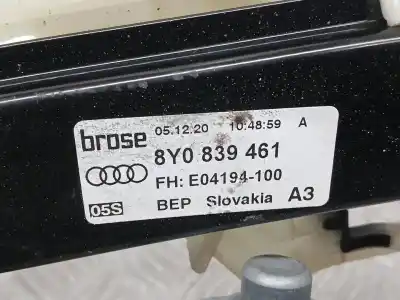 brose 05.12.20 10:48:59 A
8Y0 839 461
FH: E04194-100
05S BEP Slovakia A3